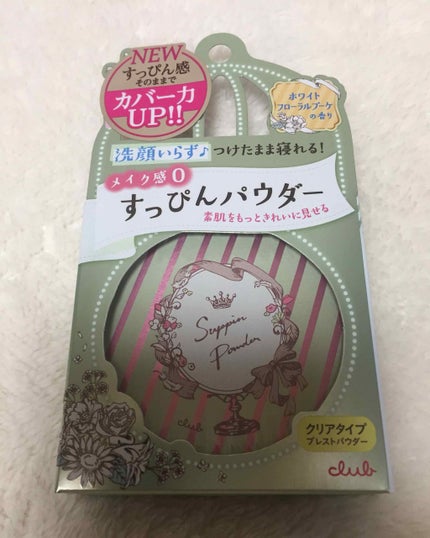 NEW
すっぴん感
そのままで
カバー力
UP!!
ホワイト
フローラルブーケ
の香り
洗顔いらず♪つけたまま寝れる!
メイク感0
すっぴんパウダー
素肌をもっときれいに見せる
Suppin
Powder
club
クリアタイプ
プレストパウダー
club